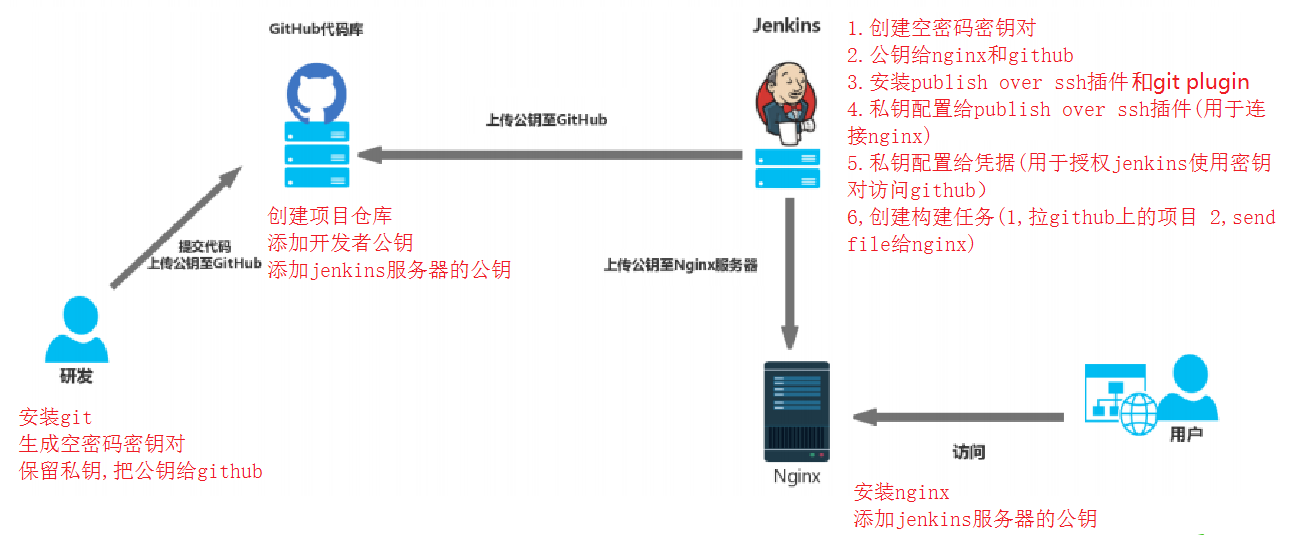 GitHub代码库
Jenkins
1.创建空密码密钥对
2.公钥给nginx和github
3.安装publish over ssh插件和git plugin
4.私钥配置给publish over ssh插件(用于连
接nginx)
5.私钥配置给凭据(用于授权jenkins使用密钥
对访问github)
6,创建构建任务(1,拉github上的项目 2,send
file给nginx)
上传公钥至GitHub
创建项目仓库
添加开发者公钥
添加jenkins服务器的公钥
提交代码
上传公钥至GitHub
上传公钥至Nginx服务器
研发
安装git
生成空密码密钥对
保留私钥,把公钥给github
Nginx
访问
用户
安装nginx
添加jenkins服务器的公钥